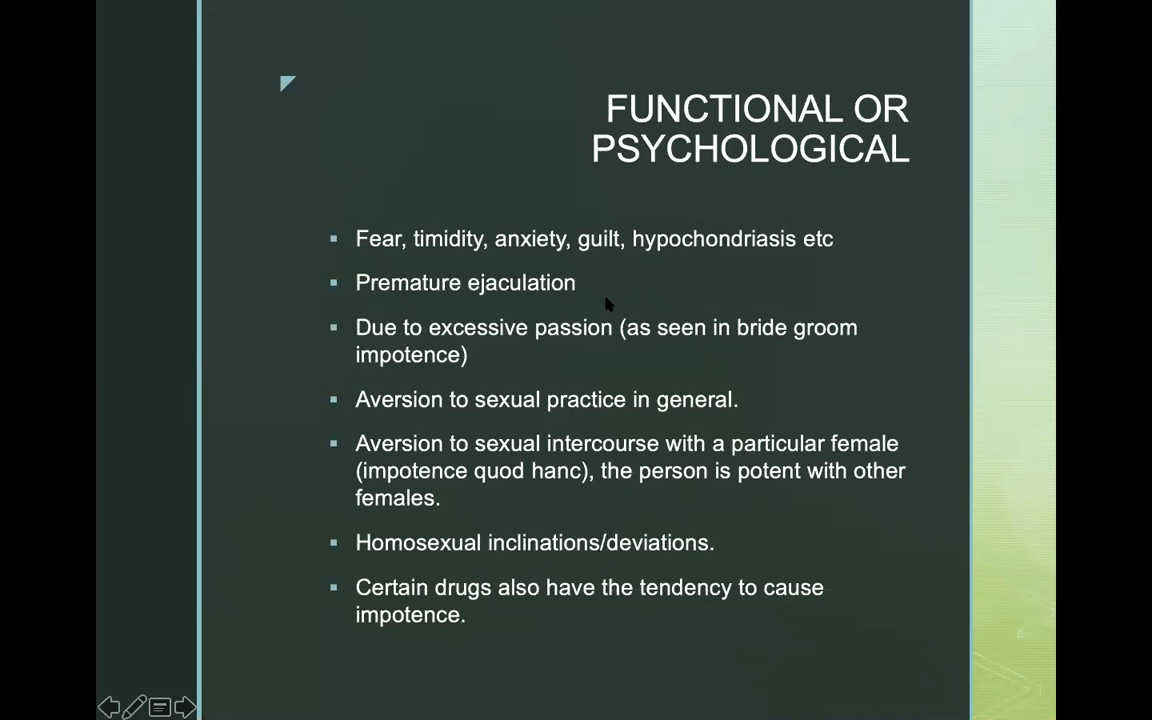 FUNCTIONAL OR
PSYCHOLOGICAL
Fear, timidity, anxiety, guilt, hypochondriasis etc
Premature ejaculation
Due to excessive passion (as seen in bride groom
impotence)
Aversion to sexual practice in general.
Aversion to sexual intercourse with a particular female
(impotence quod hanc), the person is potent with other
females.
Homosexual inclinations/deviations.
Certain drugs also have the tendency to cause
impotence.